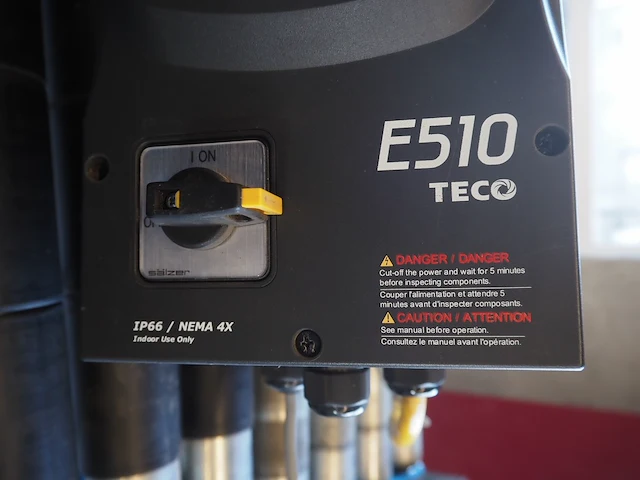 I ON
sälzer
E510
TECO
DANGER / DANGER
Cut-off the power and wait for 5 minutes
before inspecting components.
Couper l'alimentation et attendre 5
minutes avant d'inspecter composants.
CAUTION / ATTENTION
See manual before operation.
Consultez le manuel avant l'opération.
IP66 / NEMA 4X
Indoor Use Only